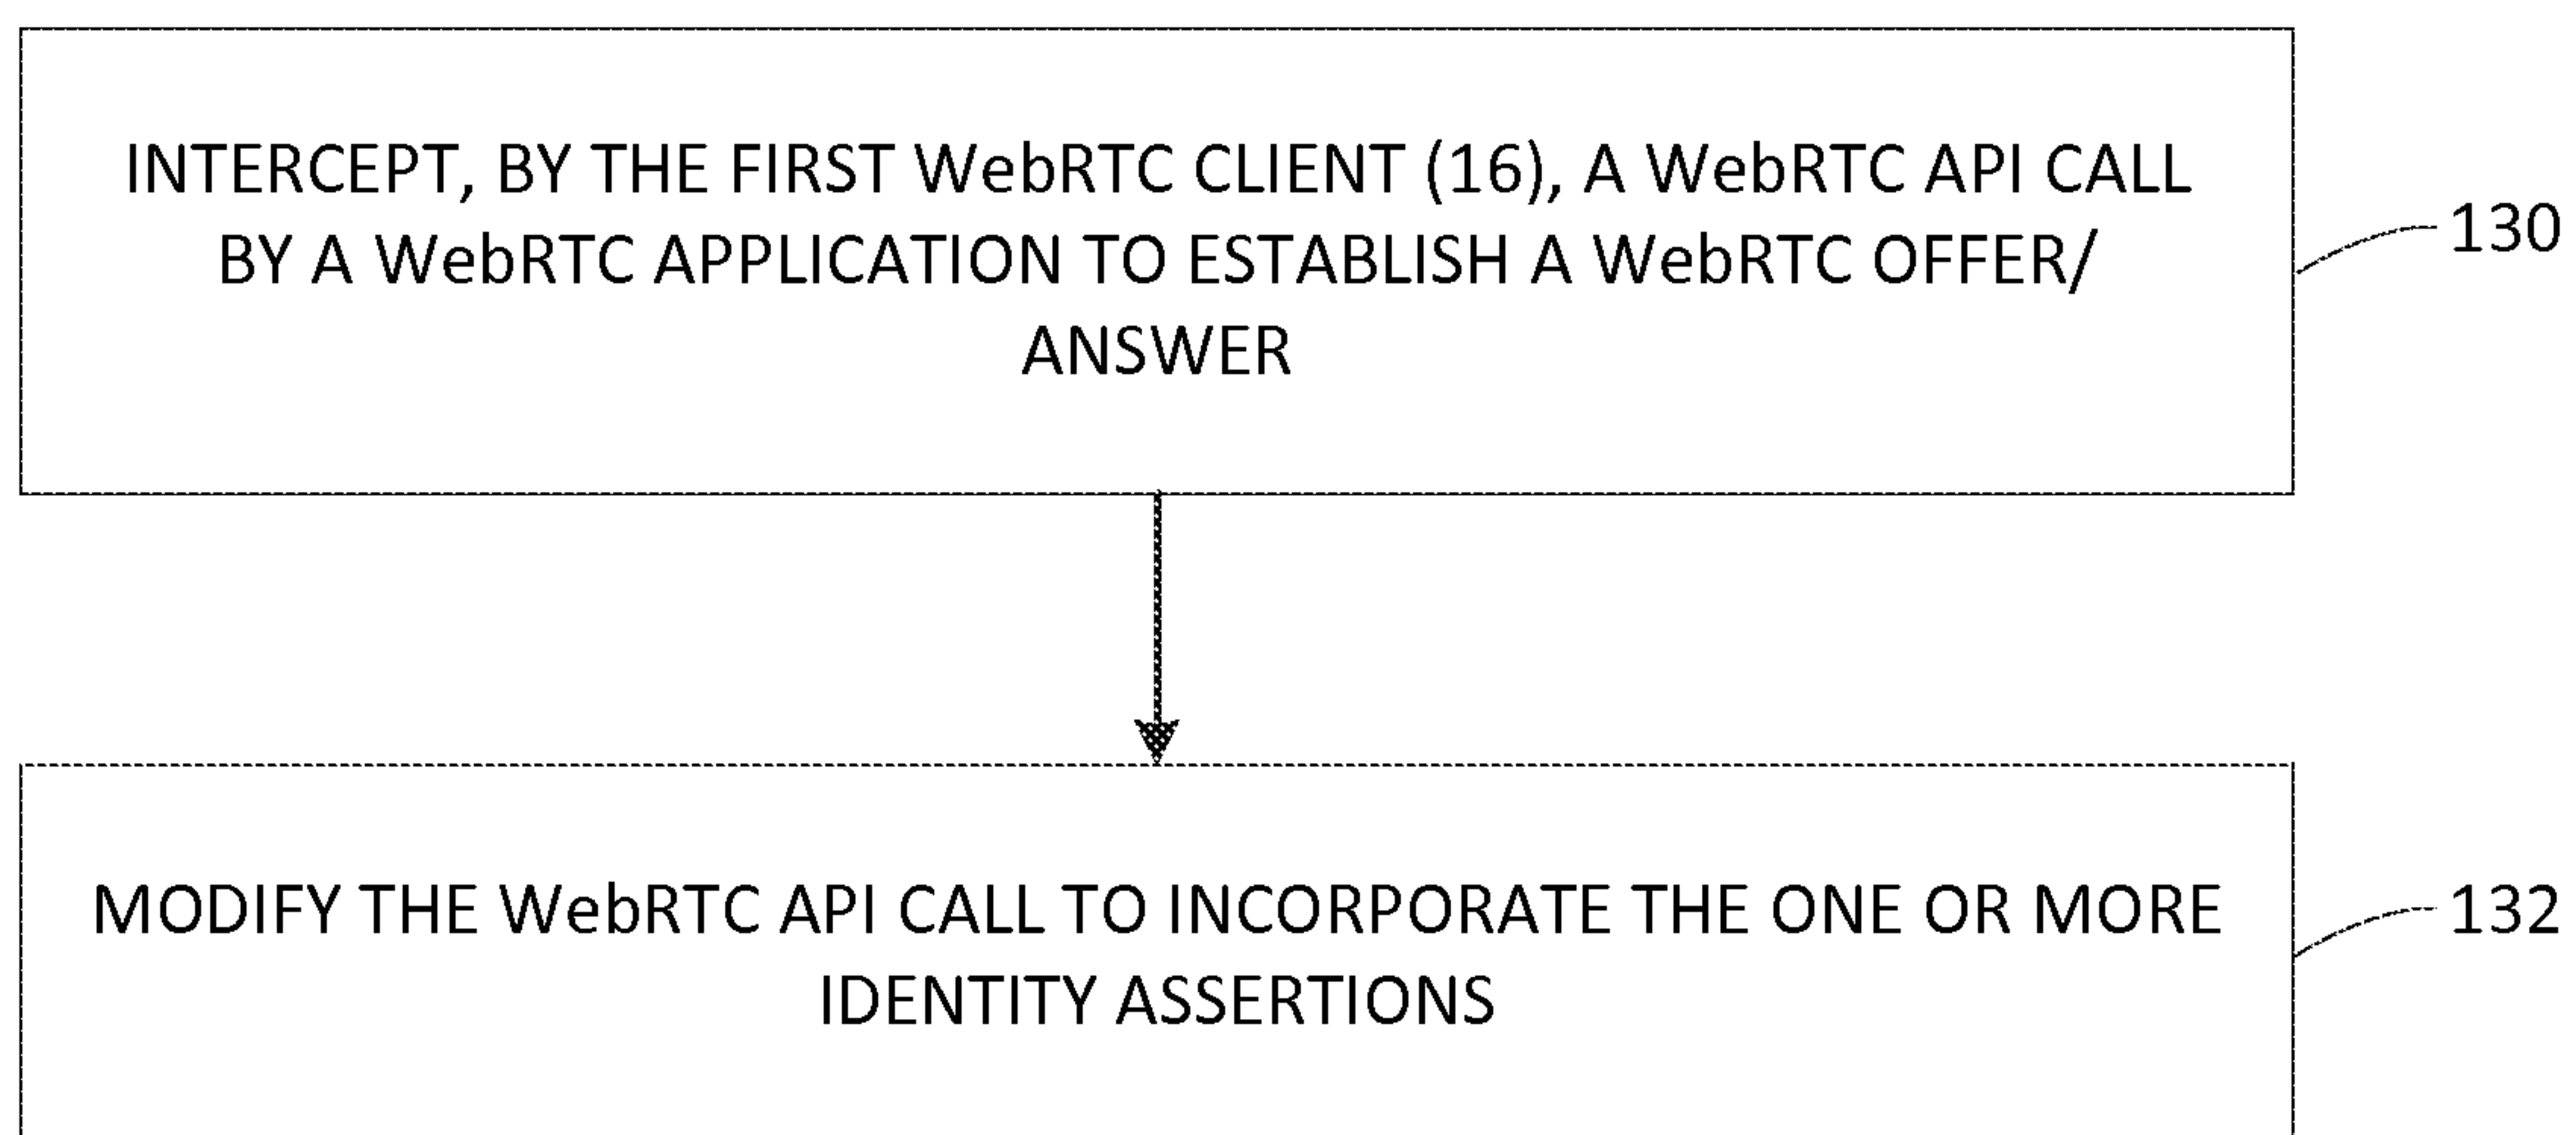 INTERCEPT, BY THE FIRST WebRTC CLIENT (16), A WebRTC API CALL
BY A WebRTC APPLICATION TO ESTABLISH A WebRTC OFFER/
ANSWER
130
MODIFY THE WebRTC API CALL TO INCORPORATE THE ONE OR MORE
IDENTITY ASSERTIONS
132